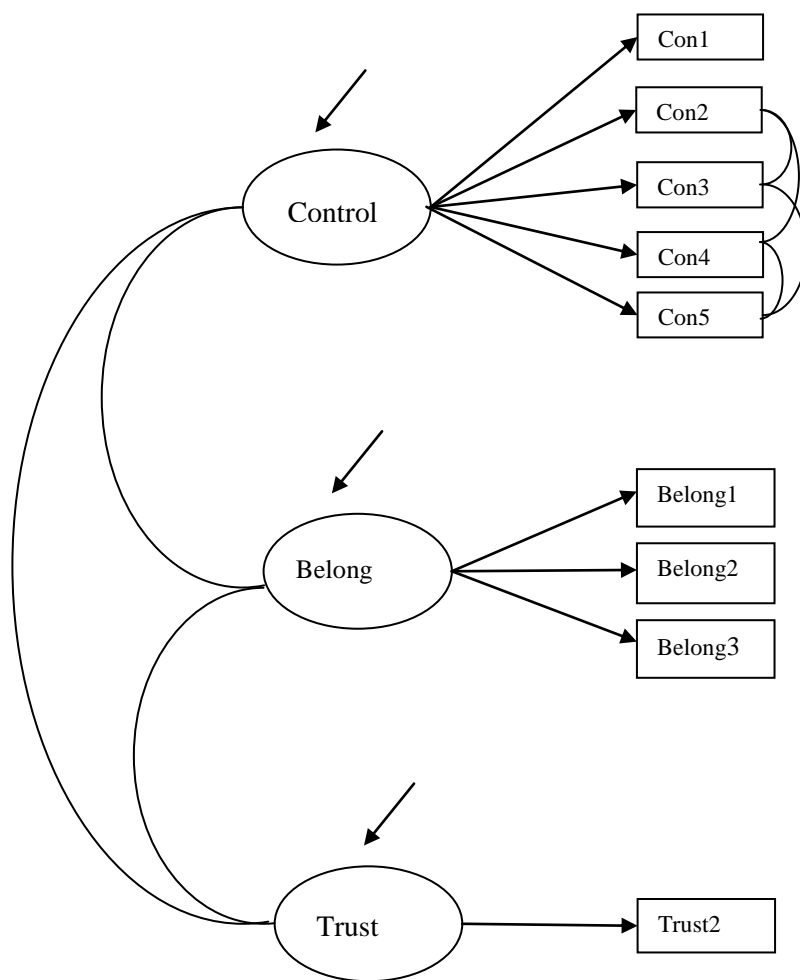 Con1
Con2
Control
Con3
Con4
Con5
Belong1
Belong
Belong2
Belong3
Trust
Trust2